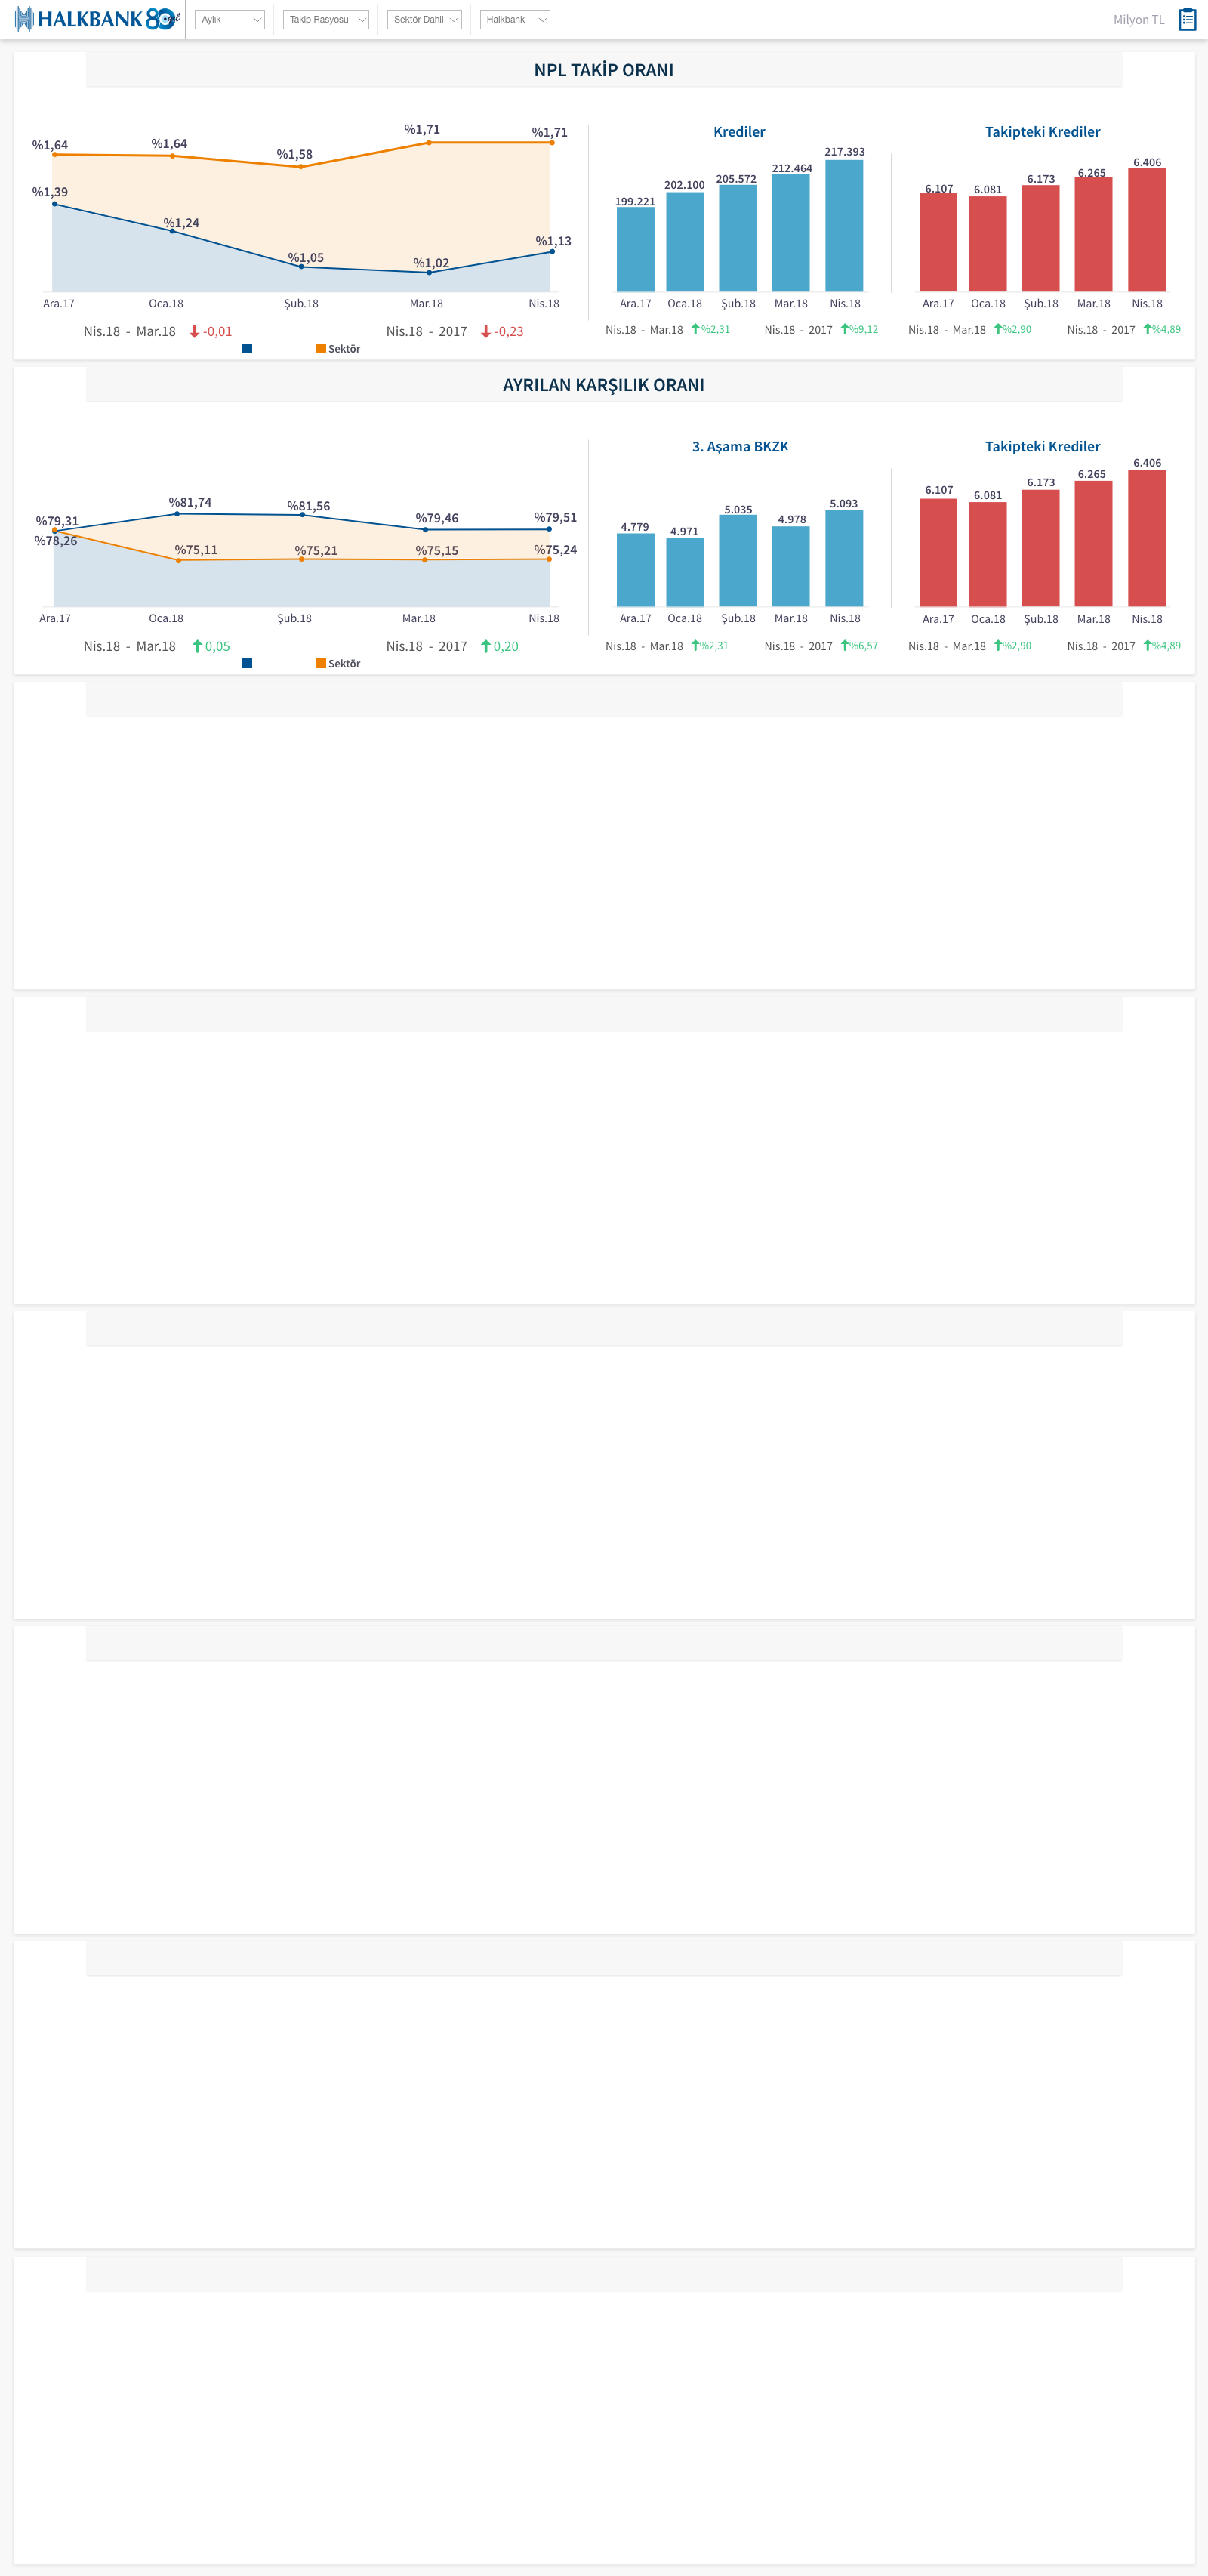 HALKBANK 80.yıl
Aylık
Takip Rasyosu
Sektör Dahil
Halkbank
Milyon TL
NPL TAKİP ORANI
%1,64
%1,64
%1,58
%1,71
%1,71
%1,39
%1,24
%1,05
%1,02
%1,13
Ara.17
Oca.18
Şub.18
Mar.18
Nis.18
Nis.18 - Mar.18
-0,01
Nis.18 - 2017
-0,23
Sektör
Krediler
199.221
202.100
205.572
212.464
217.393
Ara.17
Oca.18
Şub.18
Mar.18
Nis.18
Nis.18 - Mar.18
%2,31
Nis.18 - 2017
%9,12
Takipteki Krediler
6.107
6.081
6.173
6.265
6.406
Ara.17
Oca.18
Şub.18
Mar.18
Nis.18
Nis.18 - Mar.18
%2,90
Nis.18 - 2017
%4,89
AYRILAN KARŞILIK ORANI
%79,31
%81,74
%81,56
%79,46
%79,51
%78,26
%75,11
%75,21
%75,15
%75,24
Ara.17
Oca.18
Şub.18
Mar.18
Nis.18
Nis.18 - Mar.18
0,05
Nis.18 - 2017
0,20
Sektör
3. Aşama BKZK
4.779
4.971
5.035
4.978
5.093
Ara.17
Oca.18
Şub.18
Mar.18
Nis.18
Nis.18 - Mar.18
%2,31
Nis.18 - 2017
%6,57
Takipteki Krediler
6.107
6.081
6.173
6.265
6.406
Ara.17
Oca.18
Şub.18
Mar.18
Nis.18
Nis.18 - Mar.18
%2,90
Nis.18 - 2017
%4,89